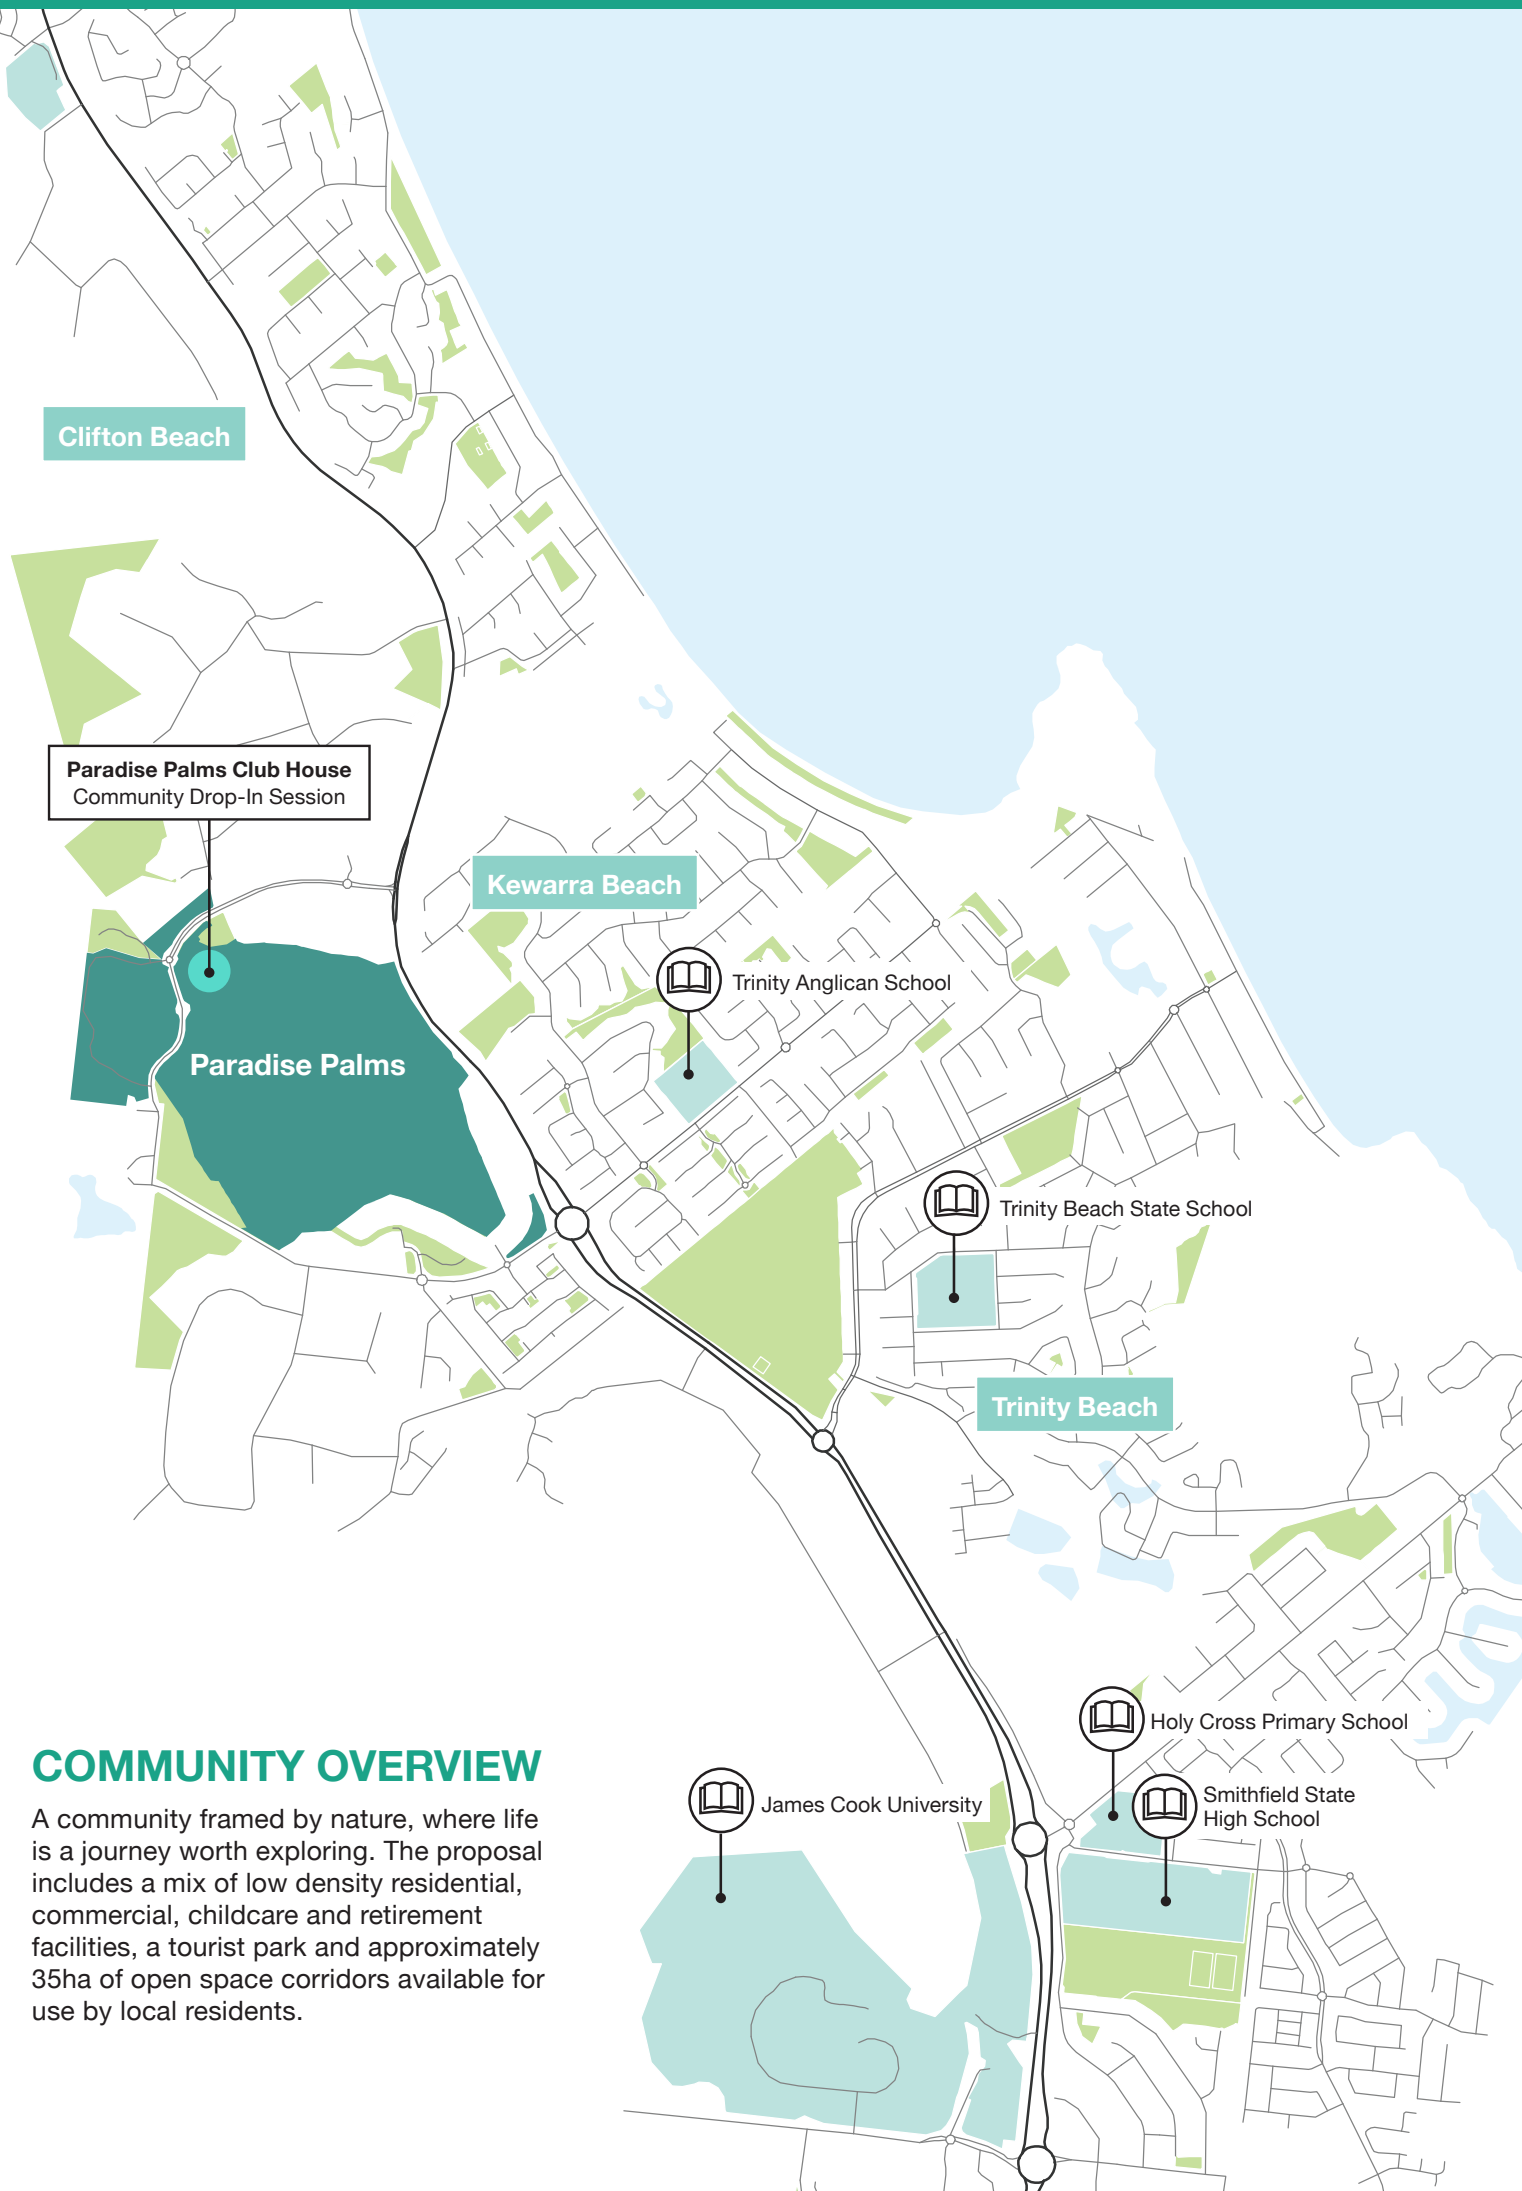 Clifton Beach
Paradise Palms Club House
Community Drop-In Session
Kewarra Beach
Trinity Anglican School
Paradise Palms
Trinity Beach State School
Trinity Beach
Holy Cross Primary School
James Cook University
Smithfield State
High School
COMMUNITY OVERVIEW
A community framed by nature, where life
is a journey worth exploring. The proposal
includes a mix of low density residential,
commercial, childcare and retirement
facilities, a tourist park and approximately
35ha of open space corridors available for
use by local residents.